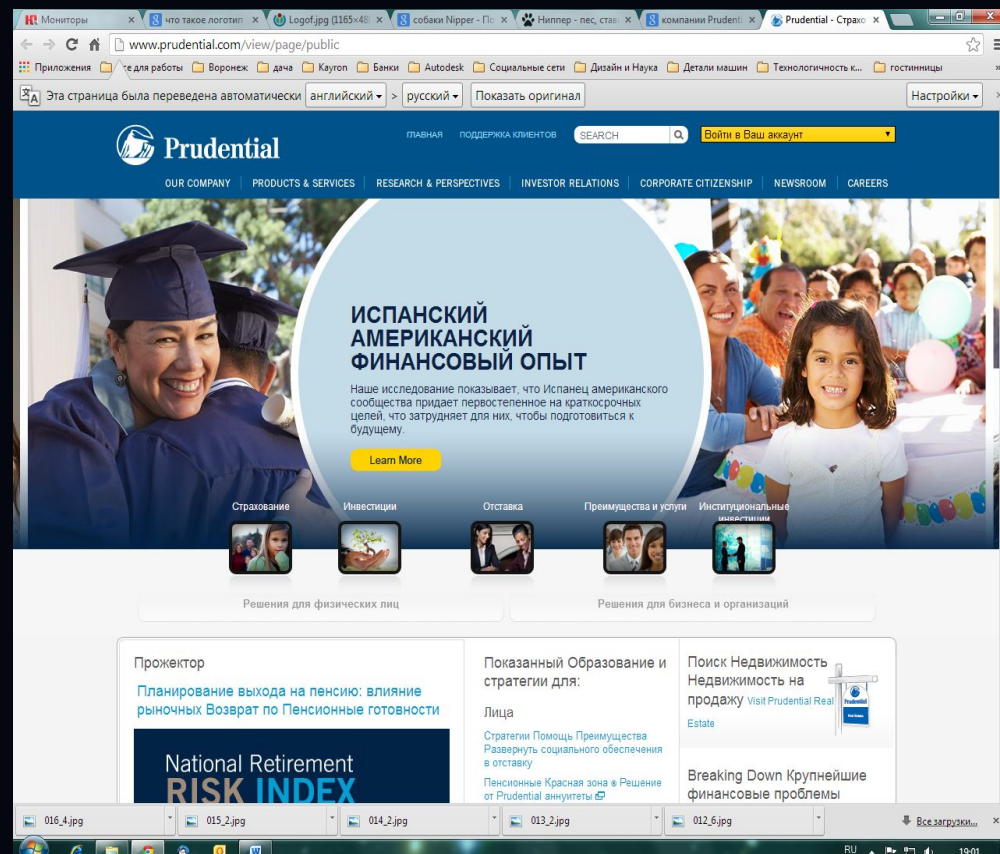 Мониторы
что такое логотип
Logof.jpg (1165×48
собаки Nipper - По
Ниппер - пес, став
компании Prudenti
Prudential - Страхо
www.prudential.com/view/page/public
Приложения
се для работы
Воронеж
дача
Kayron
Банки
Autodesk
Социальные сети
Дизайн и Наука
Детали машин
Технологичность к...
гостинницы
Эта страница была переведена автоматически английский > русский Показать оригинал Настройки
Prudential
ГЛАВНАЯ ПОДДЕРЖКА КЛИЕНТОВ SEARCH Войти в Ваш аккаунт
OUR COMPANY PRODUCTS & SERVICES RESEARCH & PERSPECTIVES INVESTOR RELATIONS CORPORATE CITIZENSHIP NEWSROOM CAREERS
ИСПАНСКИЙ
АМЕРИКАНСКИЙ
ФИНАНСОВЫЙ ОПЫТ
Наше исследование показывает, что Испанец американского
сообщества придает первостепенное на краткосрочных
целей, что затрудняет для них, чтобы подготовиться к
будущему.
Learn More
Страхование
Инвестиции
Отставка
Преимущества и услуги
Институциональные
инвестиции
Решения для физических лиц
Решения для бизнеса и организаций
Прожектор
Планирование выхода на пенсию: влияние
рыночных Возврат по Пенсионные готовности
National Retirement
RISK INDEX
Показанный Образование и
стратегии для:
Лица
Стратегии Помощь Преимущества
Развернуть социального обеспечения
в отставку
Пенсионные Красная зона ® Решение
от Prudential аннуитеты
Поиск Недвижимость
Недвижимость на
продажу Visit Prudential Real
Estate
Prudential
Breaking Down Крупнейшие
финансовые проблемы
016_4.jpg
015_2.jpg
014_2.jpg
013_2.jpg
012_6.jpg
Все загрузки...
RU
19:01